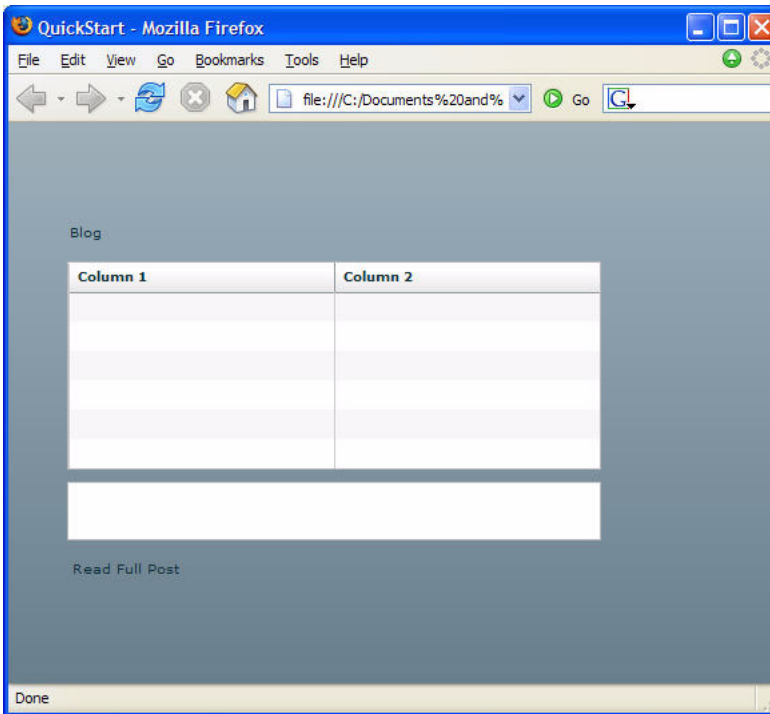 QuickStart - Mozilla Firefox
File Edit View Go Bookmarks Tools Help
file:///C:/Documents%20and% Go G
Blog
Column 1 Column 2
Read Full Post
Done